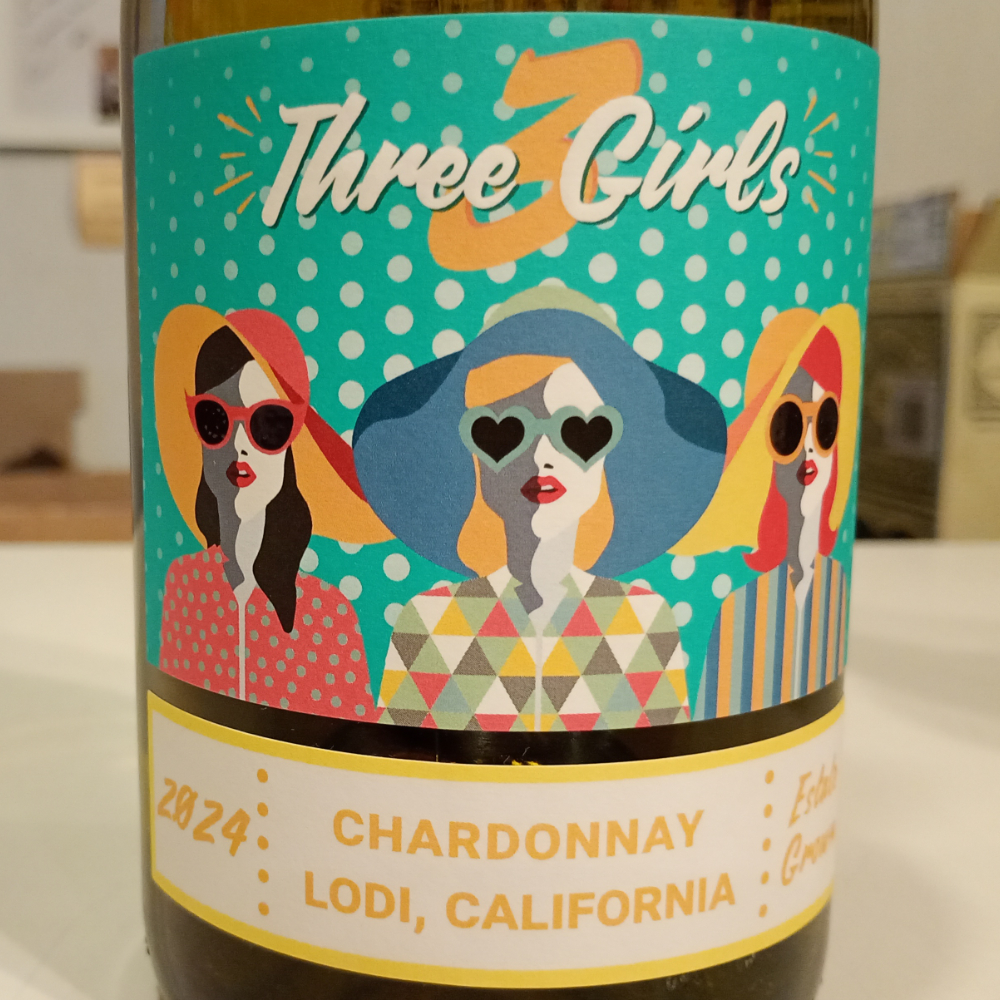 3
Three Girls
2024
CHARDONNAY
LODI, CALIFORNIA